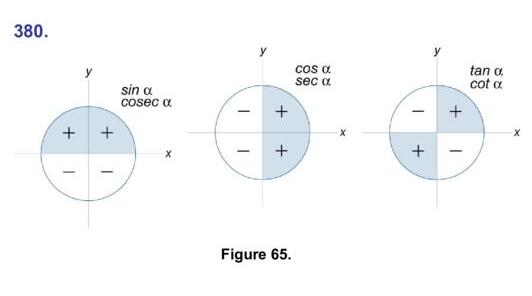 380.
y
sin α
cosec α
+ +
x
− −
y
cos α
sec α
− +
x
− +
y
tan α
cot α
− +
x
+ −
Figure 65.